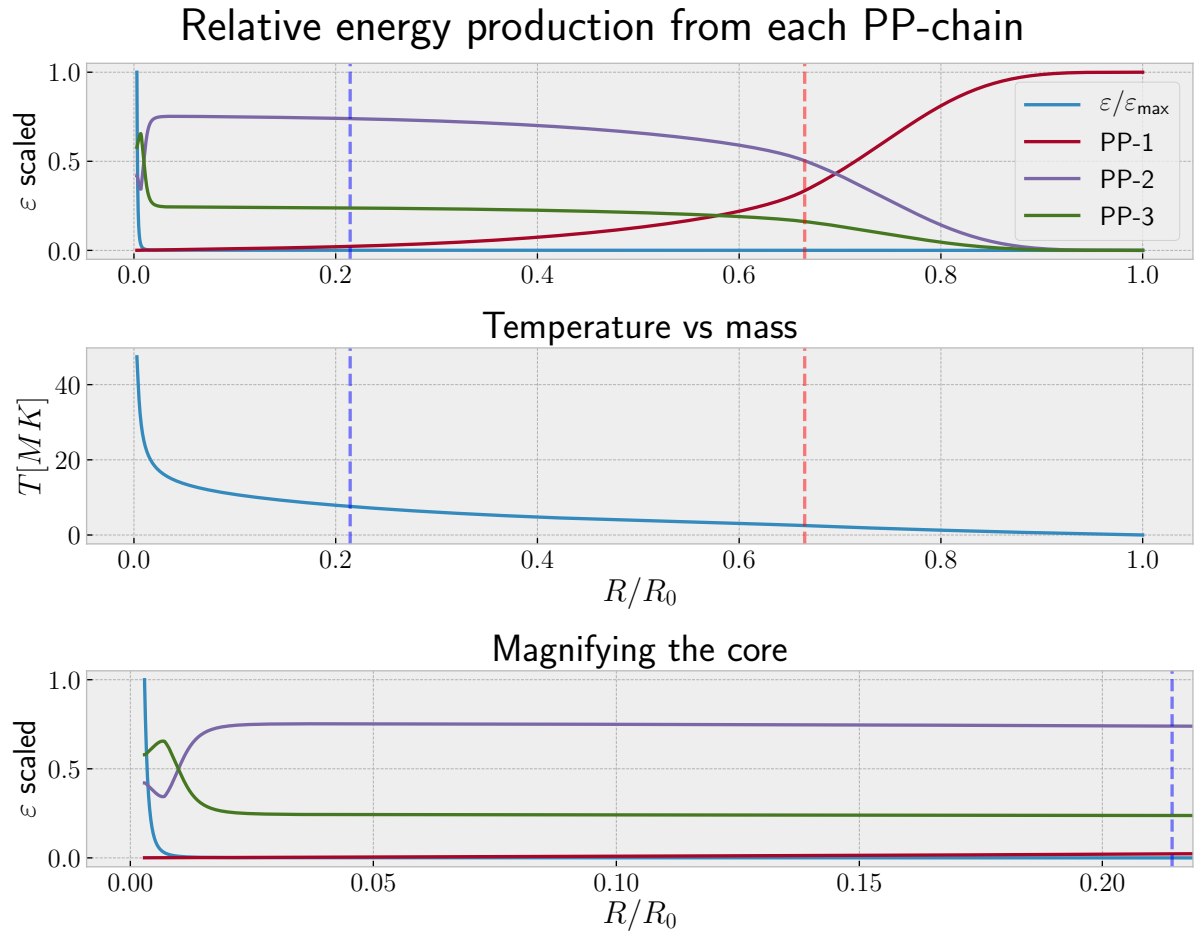 Relative energy production from each PP-chain
ε scaled
1.0
0.5
0.0
ε/ε_max
PP-1
PP-2
PP-3
0.0 0.2 0.4 0.6 0.8 1.0
Temperature vs mass
T[MK]
40
20
0
0.0 0.2 0.4 0.6 0.8 1.0
R/R_0
Magnifying the core
ε scaled
1.0
0.5
0.0
0.00 0.05 0.10 0.15 0.20
R/R_0